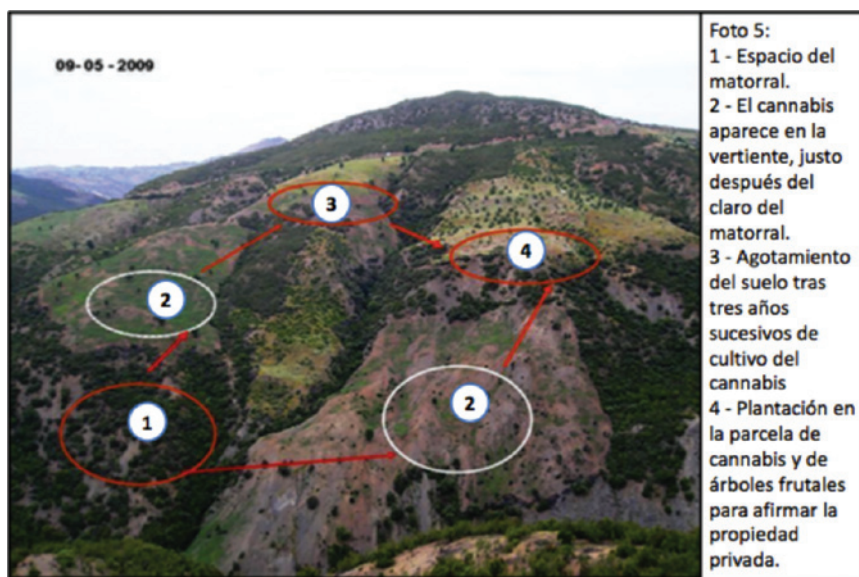 09-05-2009
3
4
2
2
1
Foto 5:
1 - Espacio del
matorral.
2 - El cannabis
aparece en la
vertiente, justo
después del
claro del
matorral.
3 - Agotamiento
del suelo tras
tres años
sucesivos de
cultivo del
cannabis
4 - Plantación en
la parcela de
cannabis y de
árboles frutales
para afirmar la
propiedad
privada.